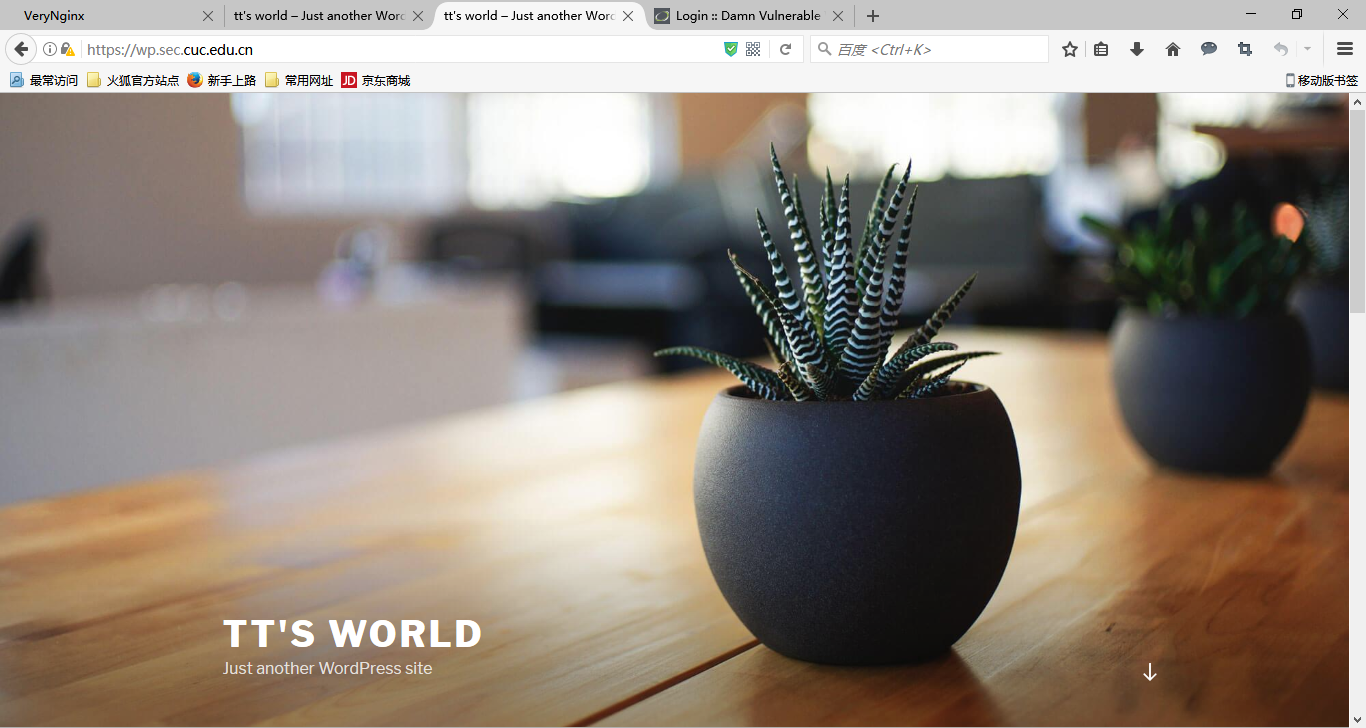 VeryNginx
tt's world – Just another Word
tt's world – Just another Word
Login :: Damn Vulnerable
https://wp.sec.cuc.edu.cn
百度 <Ctrl+K>
最常访问
火狐官方站点
新手上路
常用网址
JD 京东商城
移动版书签
TT'S WORLD
Just another WordPress site